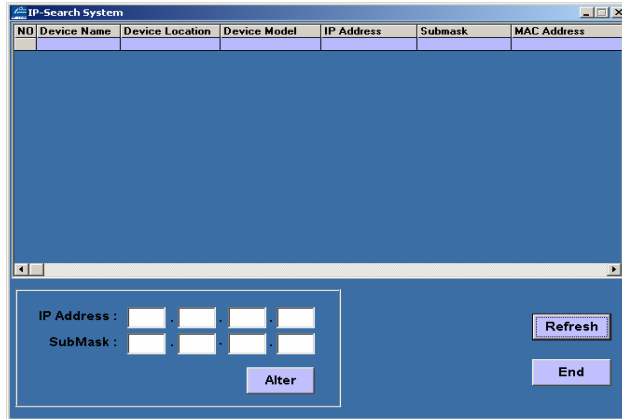 IP-Search System
NO Device Name Device Location Device Model IP Address Submask MAC Address
IP Address : . . .
Refresh
SubMask : . . .
End
Alter